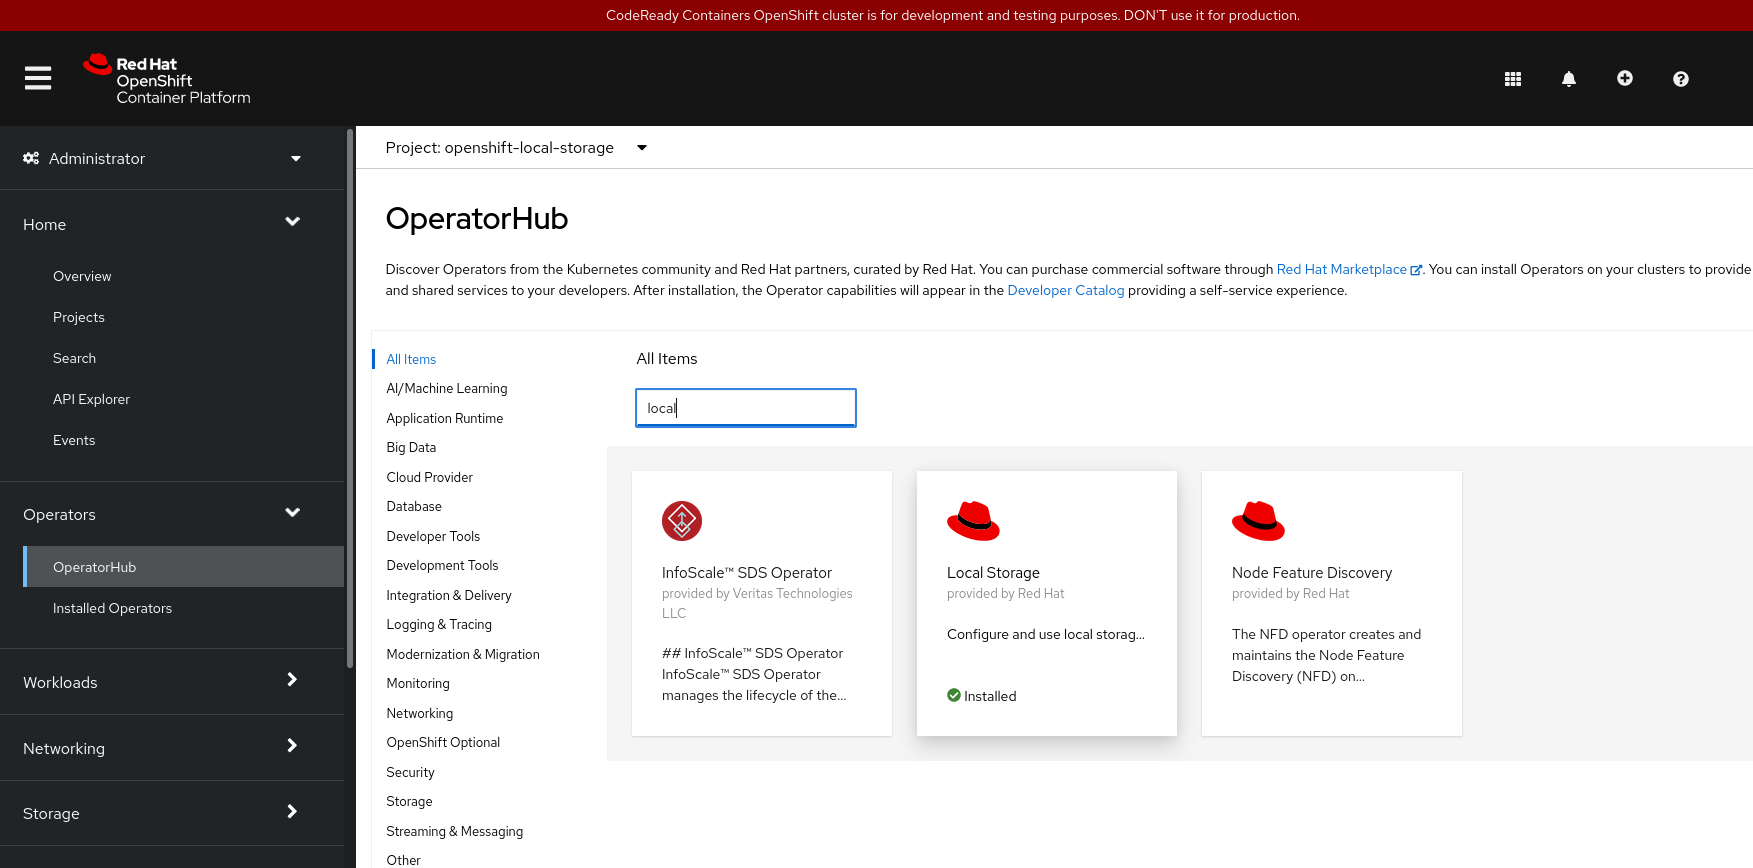 CodeReady Containers OpenShift cluster is for development and testing purposes. DON'T use it for production.
Red Hat
OpenShift
Container Platform
Administrator
Home
Overview
Projects
Search
API Explorer
Events
Operators
OperatorHub
Installed Operators
Workloads
Networking
Storage
Project: openshift-local-storage
OperatorHub
Discover Operators from the Kubernetes community and Red Hat partners, curated by Red Hat. You can purchase commercial software through Red Hat Marketplace. You can install Operators on your clusters to provide
and shared services to your developers. After installation, the Operator capabilities will appear in the Developer Catalog providing a self-service experience.
All Items
AI/Machine Learning
Application Runtime
Big Data
Cloud Provider
Database
Developer Tools
Development Tools
Integration & Delivery
Logging & Tracing
Modernization & Migration
Monitoring
Networking
OpenShift Optional
Security
Storage
Streaming & Messaging
Other
All Items
local
InfoScale™ SDS Operator
provided by Veritas Technologies
LLC
## InfoScale™ SDS Operator
InfoScale™ SDS Operator
manages the lifecycle of the...
Local Storage
provided by Red Hat
Configure and use local storag...
Installed
Node Feature Discovery
provided by Red Hat
The NFD operator creates and
maintains the Node Feature
Discovery (NFD) on...